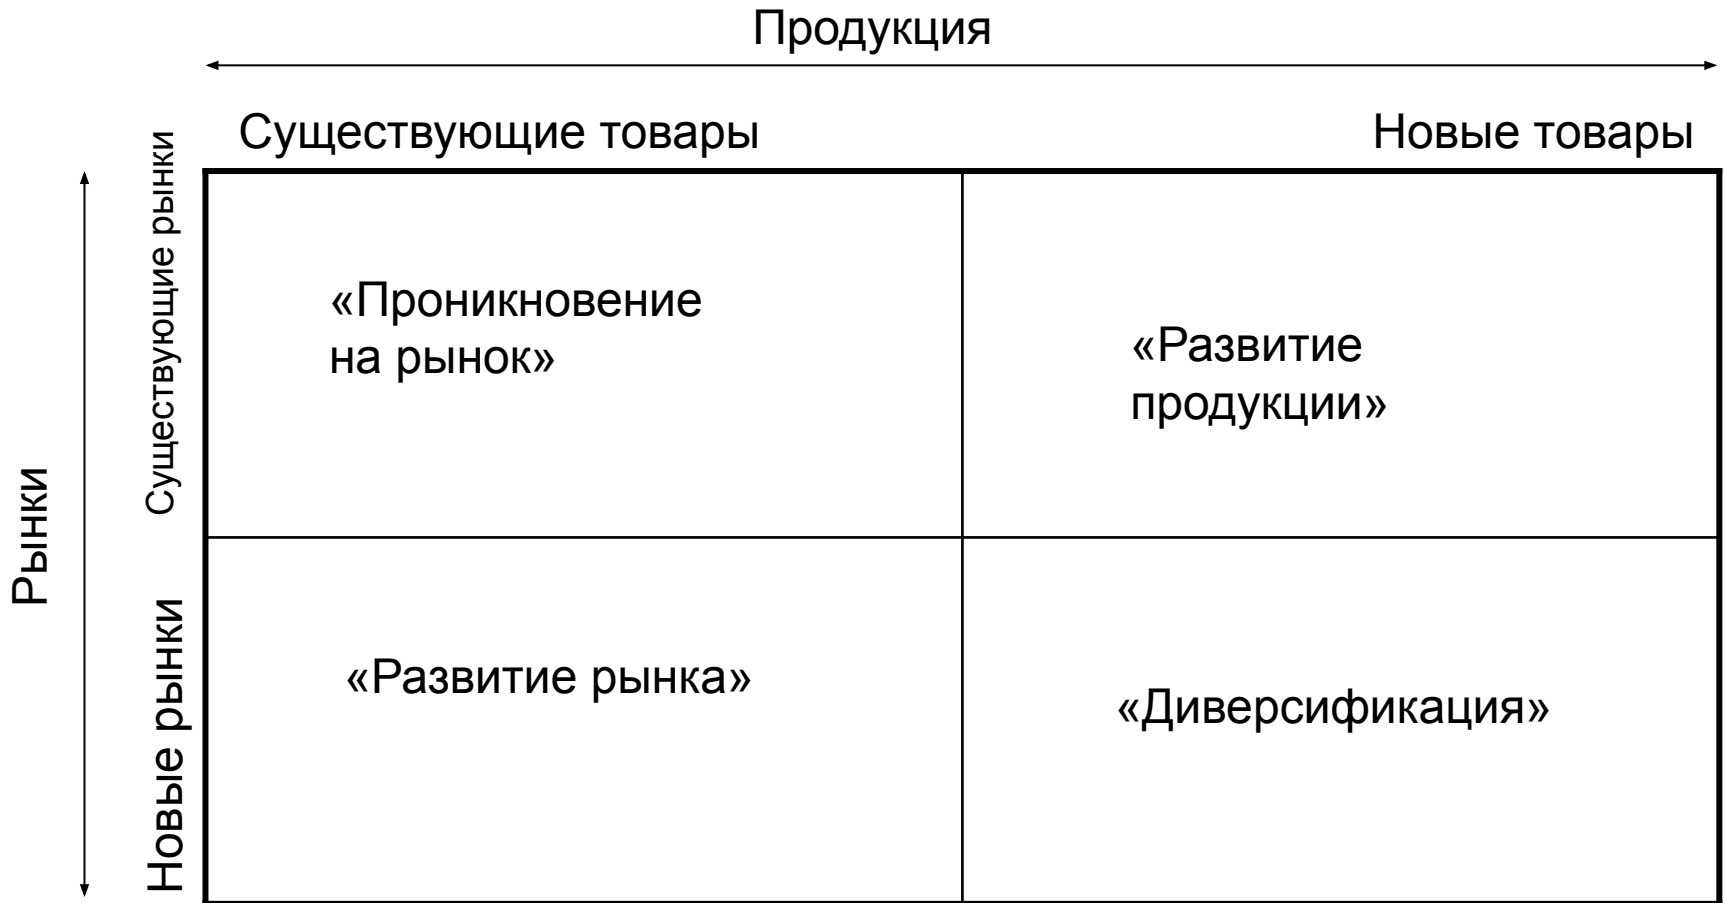 Продукция
Существующие товары
Новые товары
Рынки
Существующие рынки
«Проникновение
на рынок»
«Развитие
продукции»
Новые рынки
«Развитие рынка»
«Диверсификация»